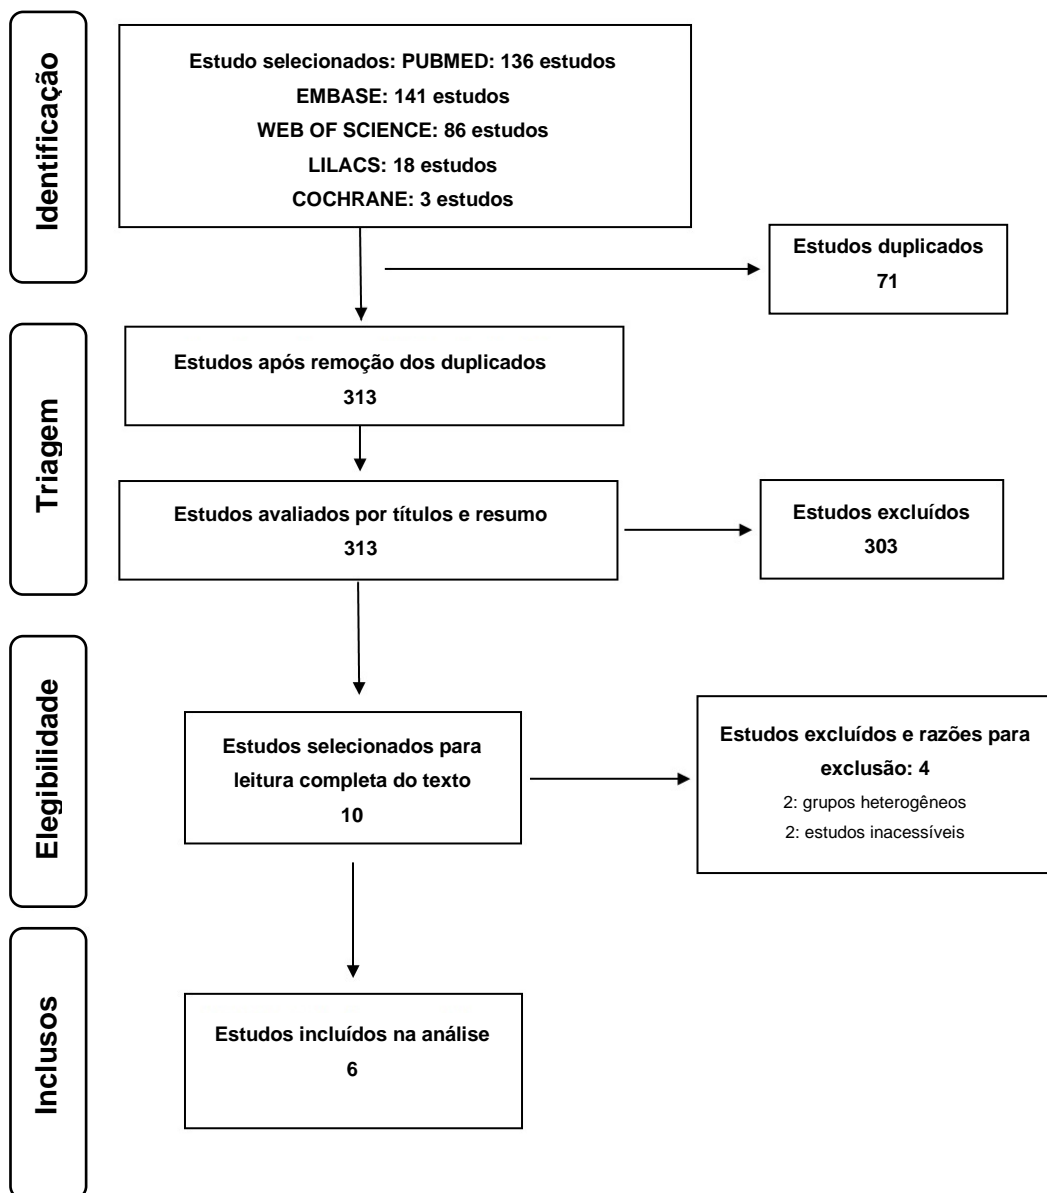 Identificação
Estudo selecionados: PUBMED: 136 estudos
EMBASE: 141 estudos
WEB OF SCIENCE: 86 estudos
LILACS: 18 estudos
COCHRANE: 3 estudos
Estudos duplicados
71
Triagem
Estudos após remoção dos duplicados
313
Estudos avaliados por títulos e resumo
313
Estudos excluídos
303
Elegibilidade
Estudos selecionados para
leitura completa do texto
10
Estudos excluídos e razões para
exclusão: 4
2: grupos heterogêneos
2: estudos inacessíveis
Inclusos
Estudos incluídos na análise
6